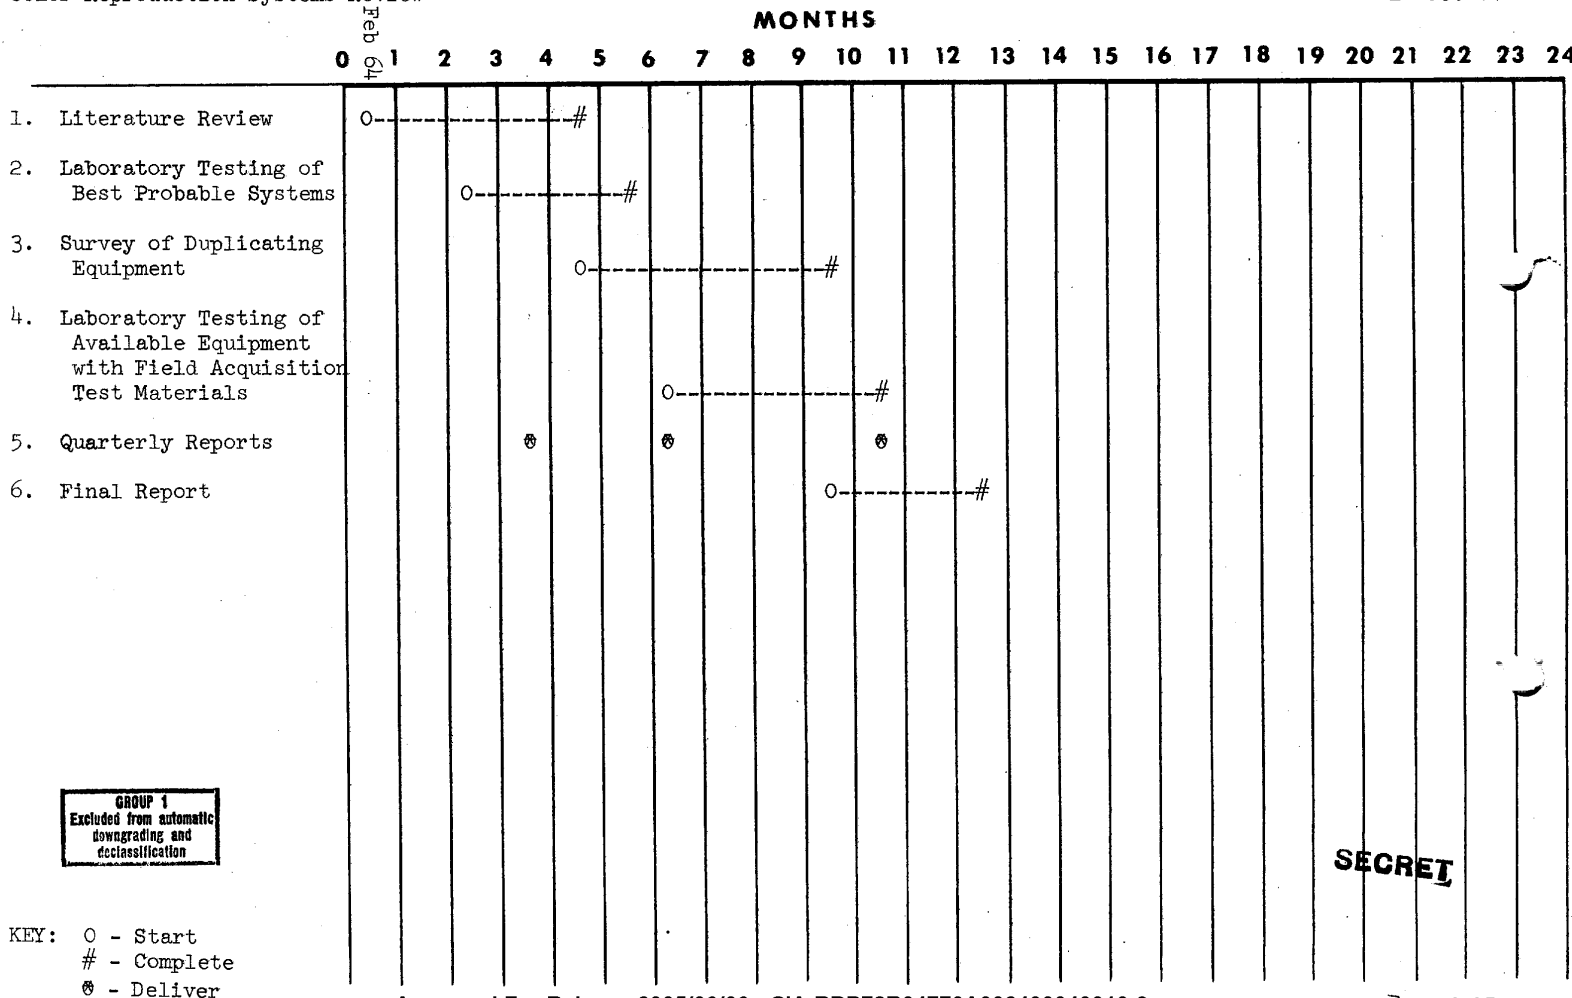 MONTHS
Feb 64
0 1 2 3 4 5 6 7 8 9 10 11 12 13 14 15 16 17 18 19 20 21 22 23 24
1. Literature Review O-----------------#
2. Laboratory Testing of
Best Probable Systems O-------------#
3. Survey of Duplicating
Equipment O--------------------#
4. Laboratory Testing of
Available Equipment
with Field Acquisition
Test Materials O-----------------#
5. Quarterly Reports
6. Final Report O------------#
GROUP 1
Excluded from automatic
downgrading and
declassification
SECRET
KEY: O - Start
# - Complete
- Deliver